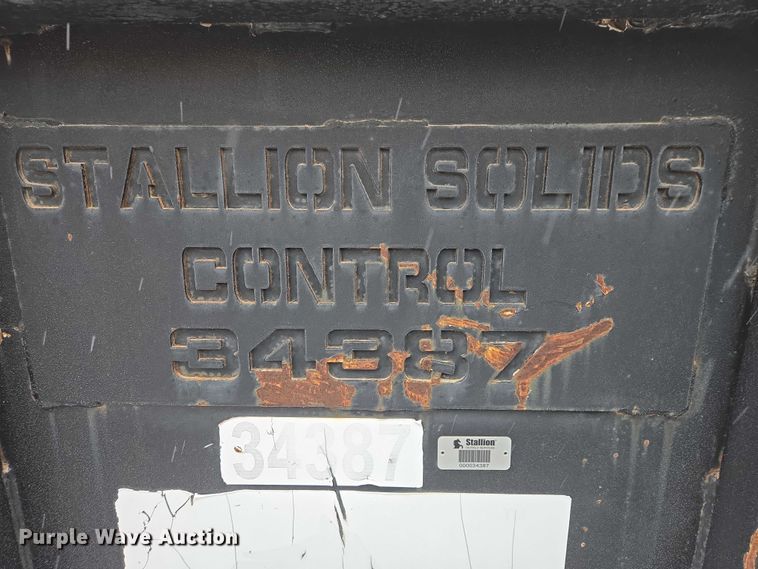 STALLION SOLIDS
CONTROL
34387
34387
Stallion
000034387
Purple Wave Auction